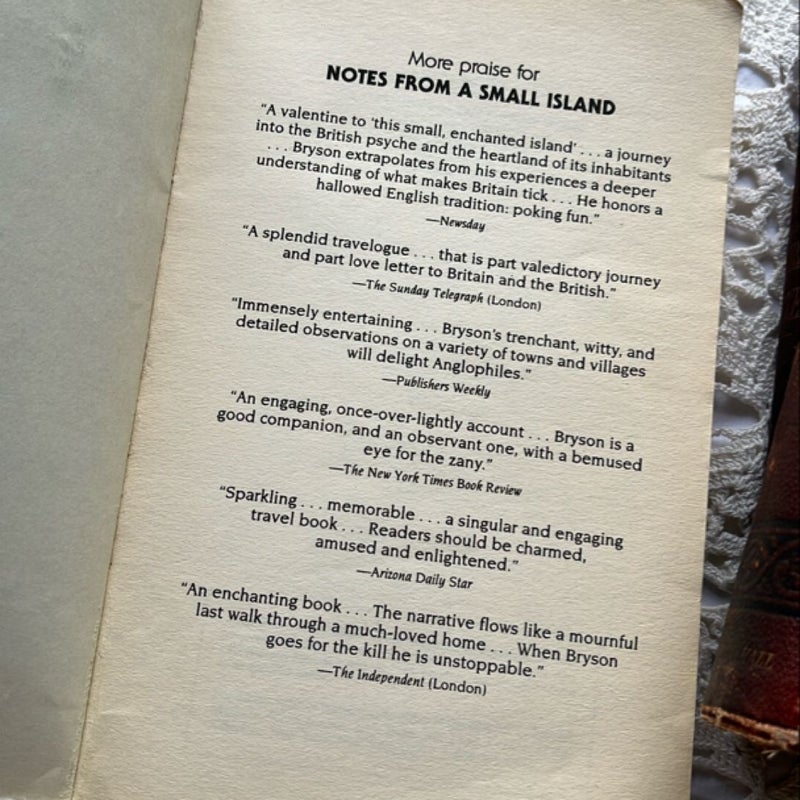 More praise for
NOTES FROM A SMALL ISLAND
"A valentine to 'this small, enchanted island' . . . a journey
into the British psyche and the heartland of its inhabitants
. . . Bryson extrapolates from his experiences a deeper
understanding of what makes Britain tick . . . He honors a
hallowed English tradition: poking fun."
—Newsday
"A splendid travelogue . . . that is part valedictory journey
and part love letter to Britain and the British."
—The Sunday Telegraph (London)
"Immensely entertaining . . . Bryson's trenchant, witty, and
detailed observations on a variety of towns and villages
will delight Anglophiles."
—Publishers Weekly
"An engaging, once-over-lightly account . . . Bryson is a
good companion, and an observant one, with a bemused
eye for the zany."
—The New York Times Book Review
"Sparkling . . . memorable . . . a singular and engaging
travel book . . . Readers should be charmed,
amused and enlightened."
—Arizona Daily Star
"An enchanting book . . . The narrative flows like a mournful
last walk through a much-loved home . . . When Bryson
goes for the kill he is unstoppable."
—The Independent (London)